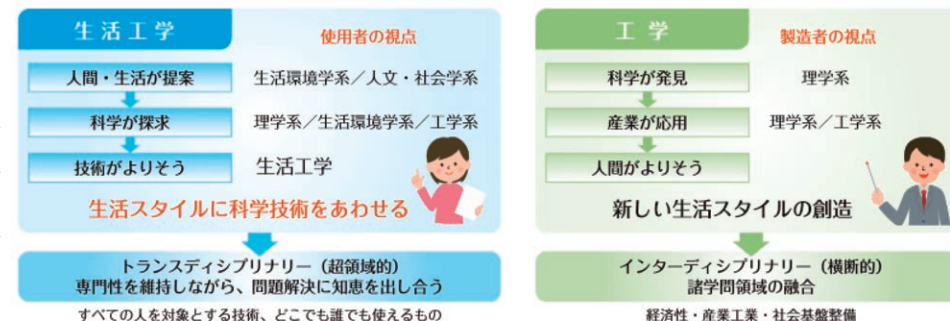 生活工学
使用者の視点
人間・生活が提案
生活環境学系／人文・社会学系
科学が探求
理学系／生活環境学系／工学系
技術がよりそう
生活工学
生活スタイルに科学技術をあわせる
トランスディシプリナリー（超領域的）
専門性を維持しながら、問題解決に知恵を出し合う
すべての人を対象とする技術、どこでも誰でも使えるもの
工学
製造者の視点
科学が発見
理学系
産業が応用
理学系／工学系
人間がよりそう
新しい生活スタイルの創造
インターディシプリナリー（横断的）
諸学問領域の融合
経済性・産業工業・社会基盤整備